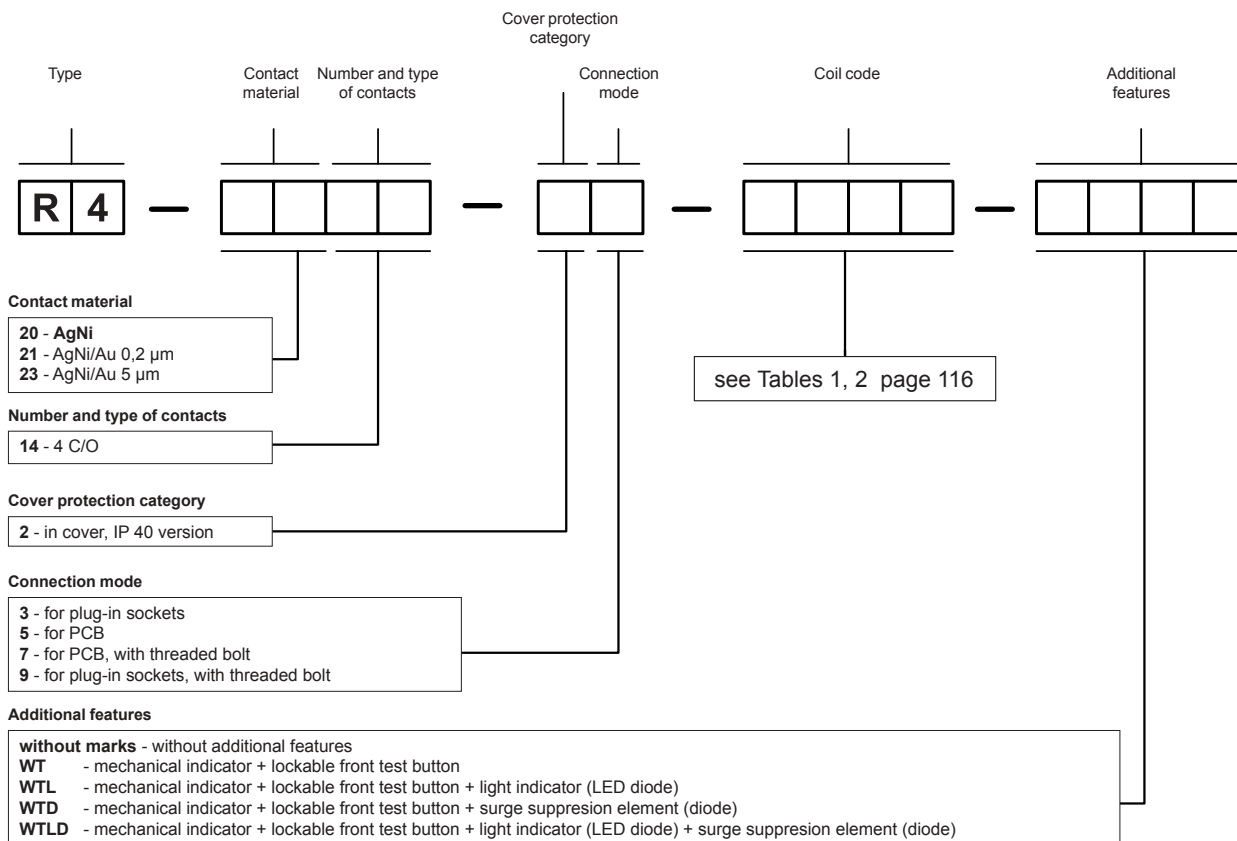 Cover protection
category
Type
Contact
material
Number and type
of contacts
Connection
mode
Coil code
Additional
features
R 4
Contact material
20 - AgNi
21 - AgNi/Au 0,2 µm
23 - AgNi/Au 5 µm
see Tables 1, 2 page 116
Number and type of contacts
14 - 4 C/O
Cover protection category
2 - in cover, IP 40 version
Connection mode
3 - for plug-in sockets
5 - for PCB
7 - for PCB, with threaded bolt
9 - for plug-in sockets, with threaded bolt
Additional features
without marks - without additional features
WT - mechanical indicator + lockable front test button
WTL - mechanical indicator + lockable front test button + light indicator (LED diode)
WTD - mechanical indicator + lockable front test button + surge suppresion element (diode)
WTLD - mechanical indicator + lockable front test button + light indicator (LED diode) + surge suppresion element (diode)